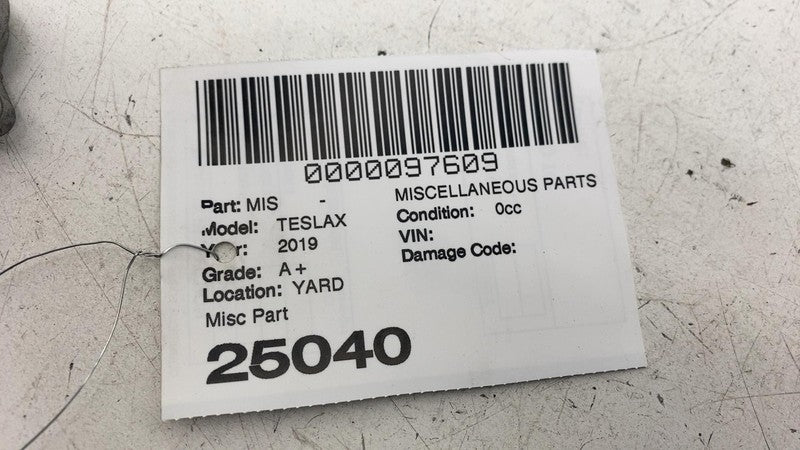 0000097609
Part: MIS - MISCELLANEOUS PARTS
Model: TESLAX Condition: 0cc
Year: 2019 VIN:
Grade: A+ Damage Code:
Location: YARD
Misc Part
25040